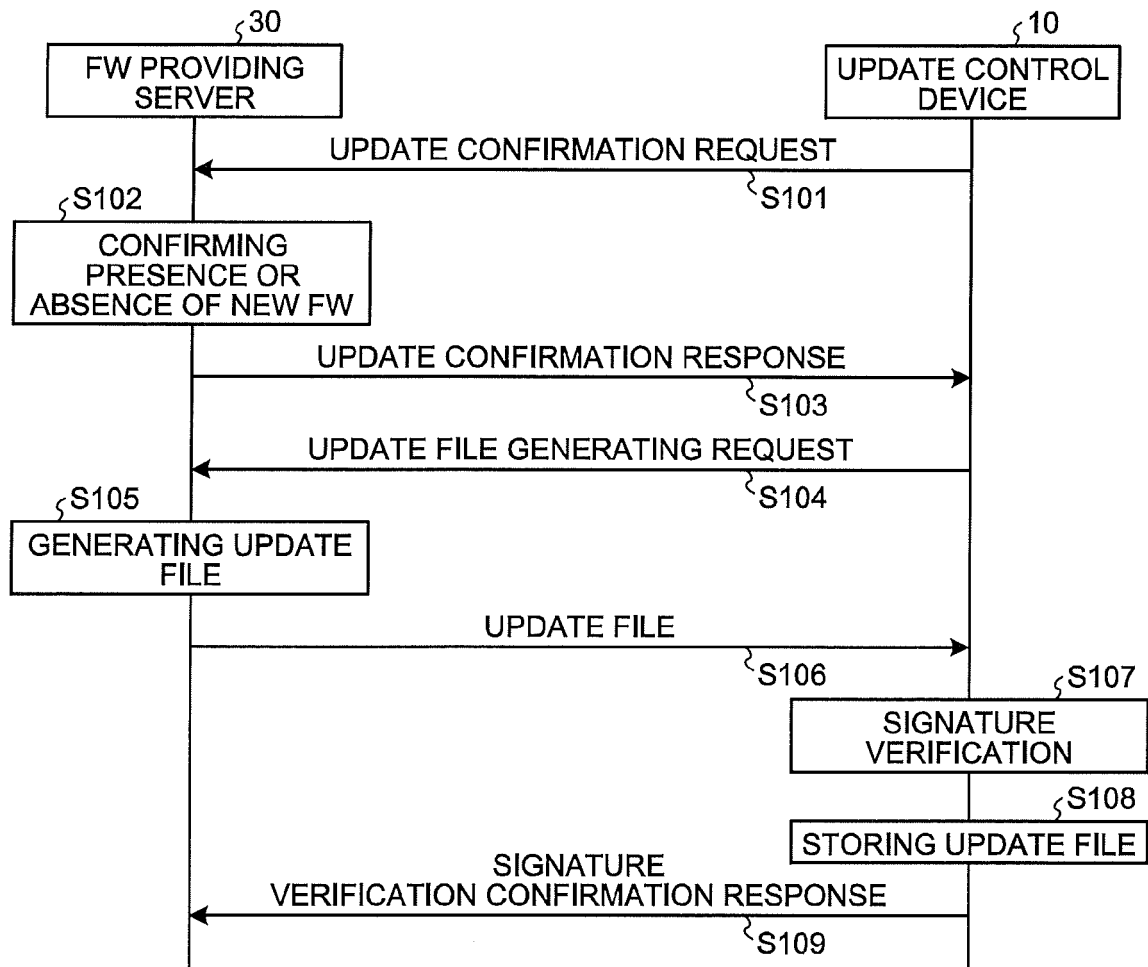 30
FW PROVIDING
SERVER
10
UPDATE CONTROL
DEVICE
UPDATE CONFIRMATION REQUEST
S101
S102
CONFIRMING
PRESENCE OR
ABSENCE OF NEW FW
UPDATE CONFIRMATION RESPONSE
S103
UPDATE FILE GENERATING REQUEST
S104
S105
GENERATING UPDATE
FILE
UPDATE FILE
S106
S107
SIGNATURE
VERIFICATION
S108
STORING UPDATE FILE
SIGNATURE
VERIFICATION CONFIRMATION RESPONSE
S109